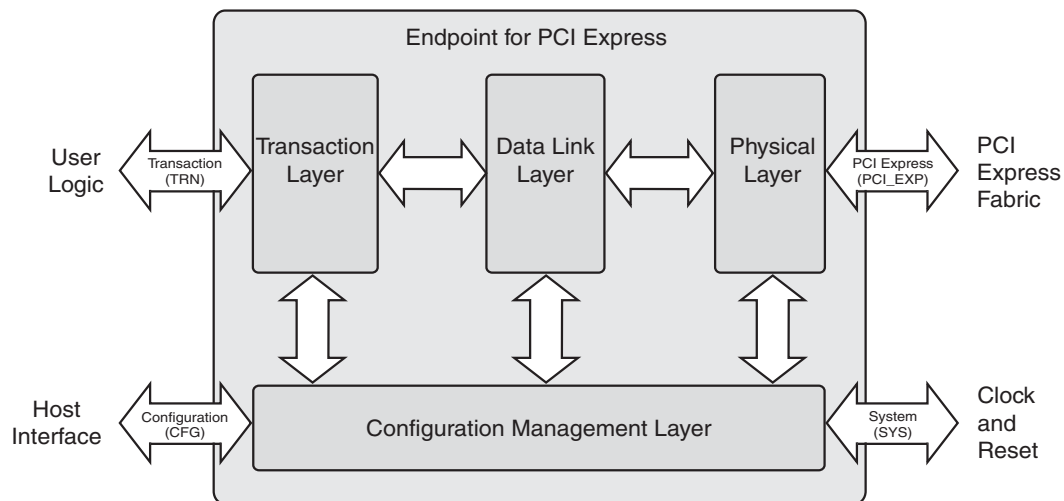 Endpoint for PCI Express
User
Logic
Transaction
(TRN)
Transaction
Layer
Data Link
Layer
Physical
Layer
PCI Express
(PCI_EXP)
PCI
Express
Fabric
Host
Interface
Configuration
(CFG)
Configuration Management Layer
System
(SYS)
Clock
and
Reset